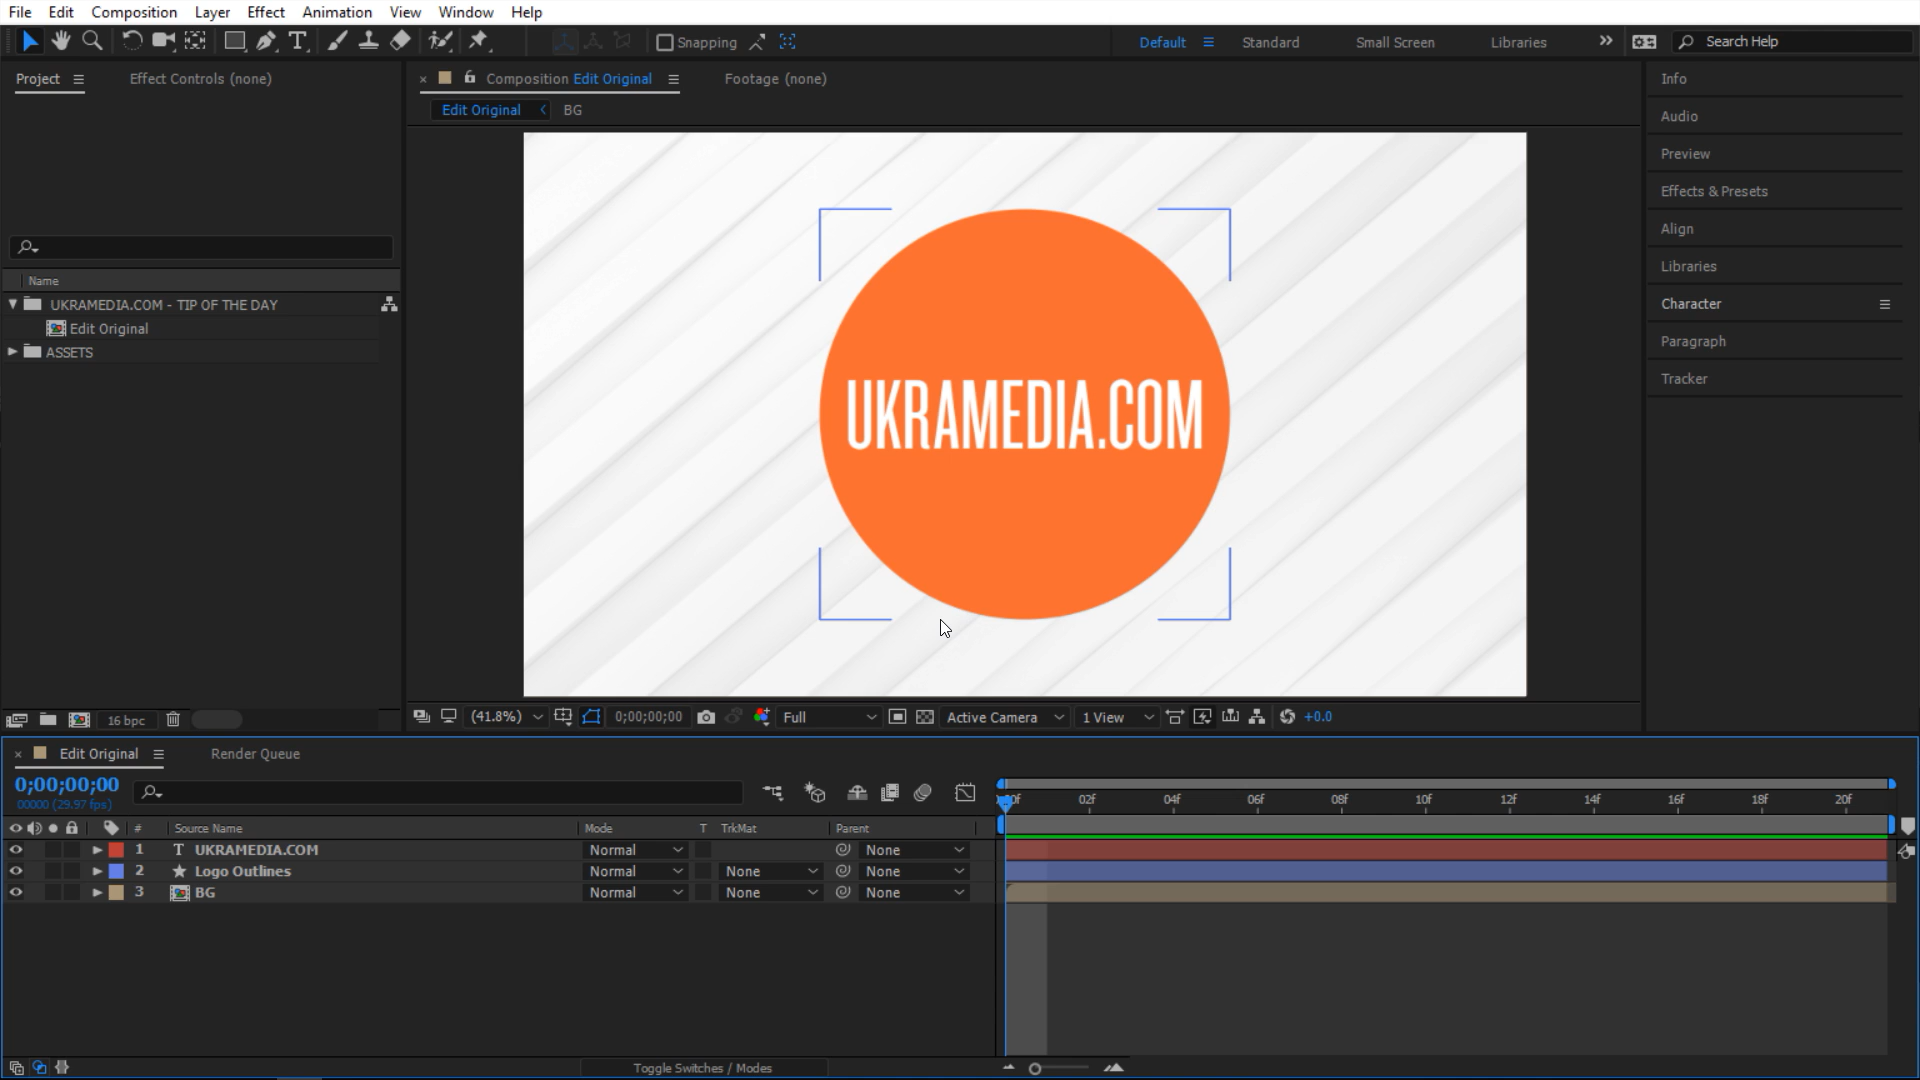 File Edit Composition Layer Effect Animation View Window Help
Snapping
Default Standard Small Screen Libraries Search Help
Project Effect Controls (none)
Composition Edit Original Footage (none)
Edit Original BG
Name
UKRAMEDIA.COM - TIP OF THE DAY
Edit Original
ASSETS
UKRAMEDIA.COM
Info
Audio
Preview
Effects & Presets
Align
Libraries
Character
Paragraph
Tracker
16 bpc
(41.8%) 0;00;00;00 Full Active Camera 1 View +0.0
Edit Original Render Queue
0;00;00;00
00000 (29.97 fps)
02f 04f 06f 08f 10f 12f 14f 16f 18f 20f
# Source Name Mode T TrkMat Parent
1 T UKRAMEDIA.COM Normal None
2 Logo Outlines Normal None None
3 BG Normal None None
Toggle Switches / Modes